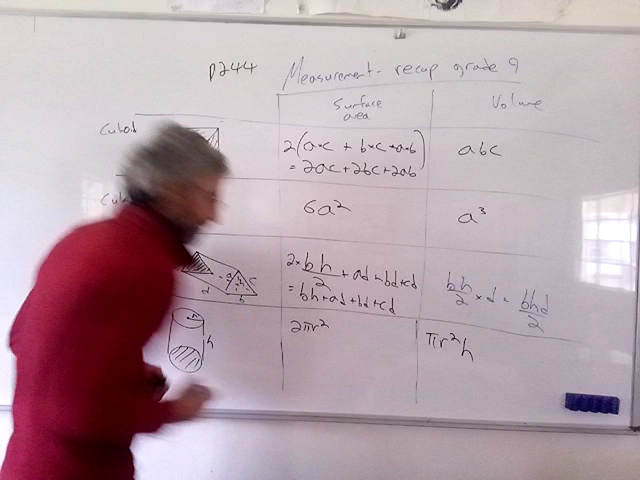 p244 Measurement - recap grade 9
Surface area
Volume
Cuboid
2(a×c + b×c + a×b)
= 2ac + 2bc + 2ab
abc
6a²
a³
2×bh/2 + ad + bd + cd
= bh + ad + bd + cd
bh/2 × d = bhd/2
a
c
h
d
b
r
h
2πr²
πr²h